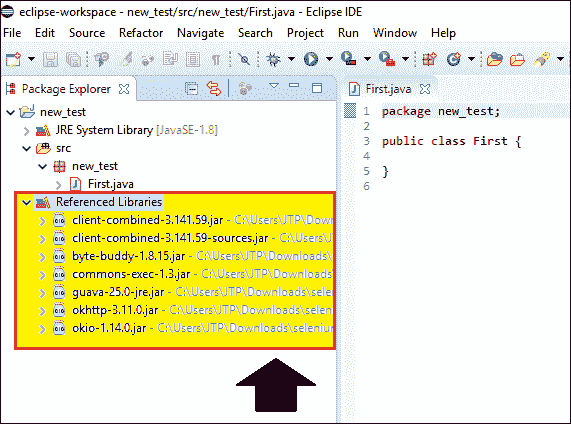 eclipse-workspace - new_test/src/new_test/First.java - Eclipse IDE
File Edit Source Refactor Navigate Search Project Run Window Help
Package Explorer
First.java
new_test
JRE System Library [JavaSE-1.8]
src
new_test
First.java
Referenced Libraries
client-combined-3.141.59.jar - C:\Users\JTP\Downl
client-combined-3.141.59-sources.jar - C:\Users\
byte-buddy-1.8.15.jar - C:\Users\JTP\Downloads\
commons-exec-1.3.jar - C:\Users\JTP\Downloads\
guava-25.0-jre.jar - C:\Users\JTP\Downloads\selen
okhttp-3.11.0.jar - C:\Users\JTP\Downloads\selen
okio-1.14.0.jar - C:\Users\JTP\Downloads\selenium
1 package new_test;
2
3 public class First {
4
5 }
6